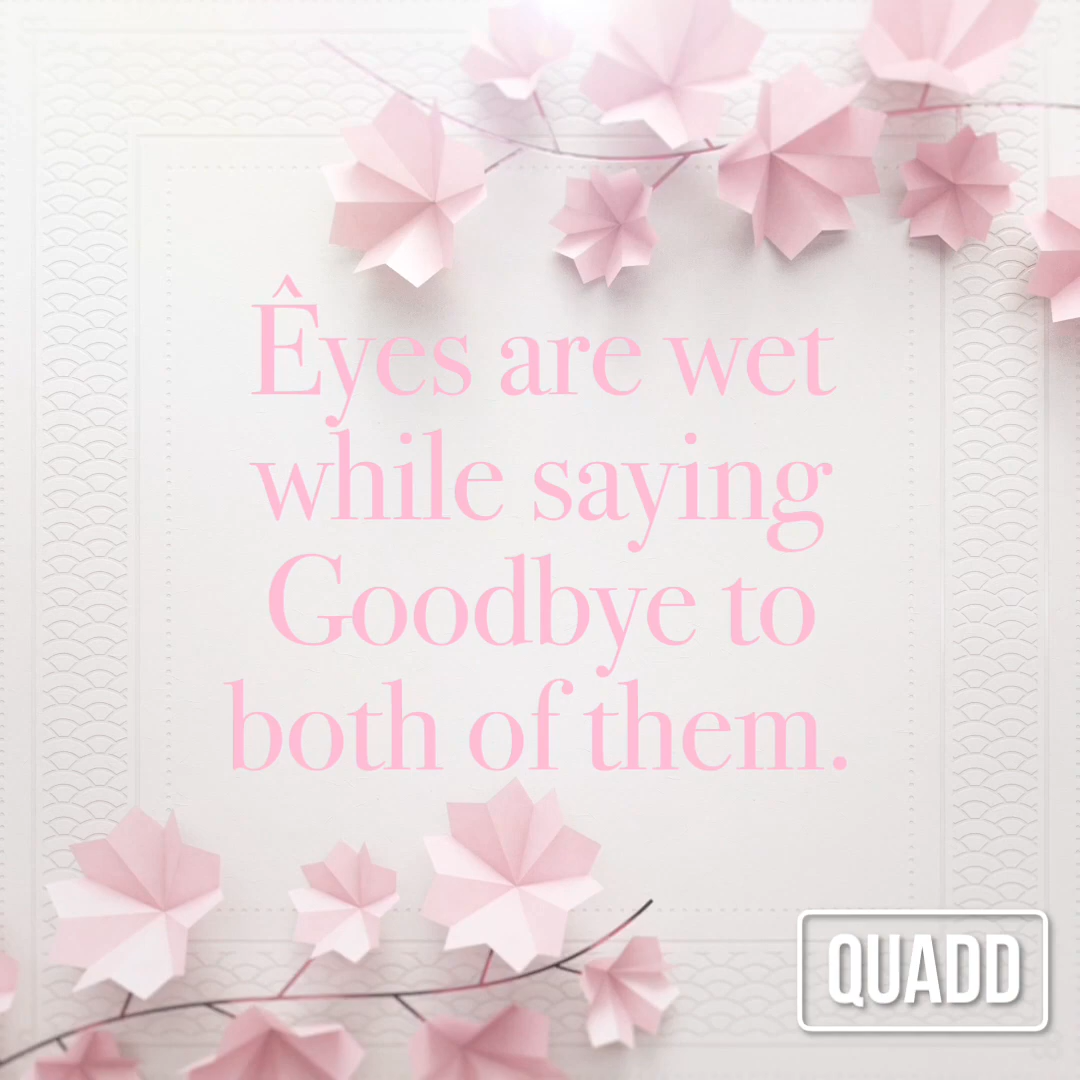 Êyes are wet
while saying
Goodbye to
both of them.
QUADD